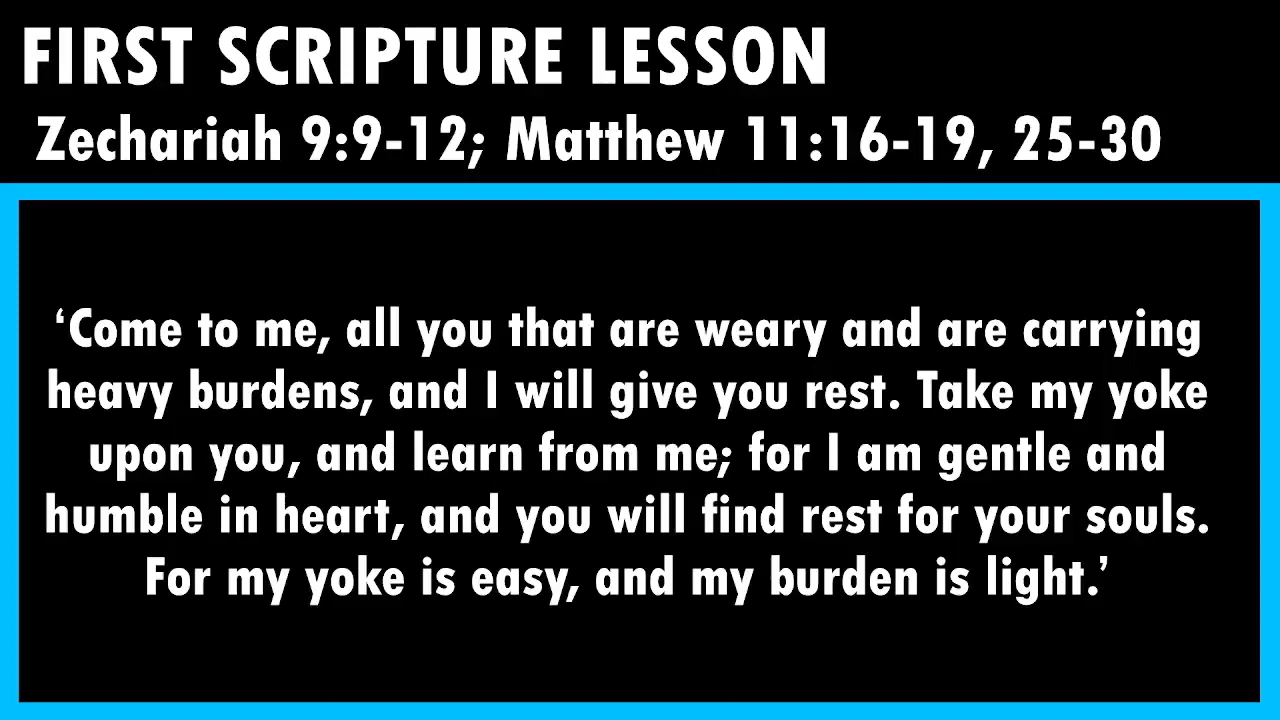 FIRST SCRIPTURE LESSON
Zechariah 9:9-12; Matthew 11:16-19, 25-30
‘Come to me, all you that are weary and are carrying
heavy burdens, and I will give you rest. Take my yoke
upon you, and learn from me; for I am gentle and
humble in heart, and you will find rest for your souls.
For my yoke is easy, and my burden is light.’